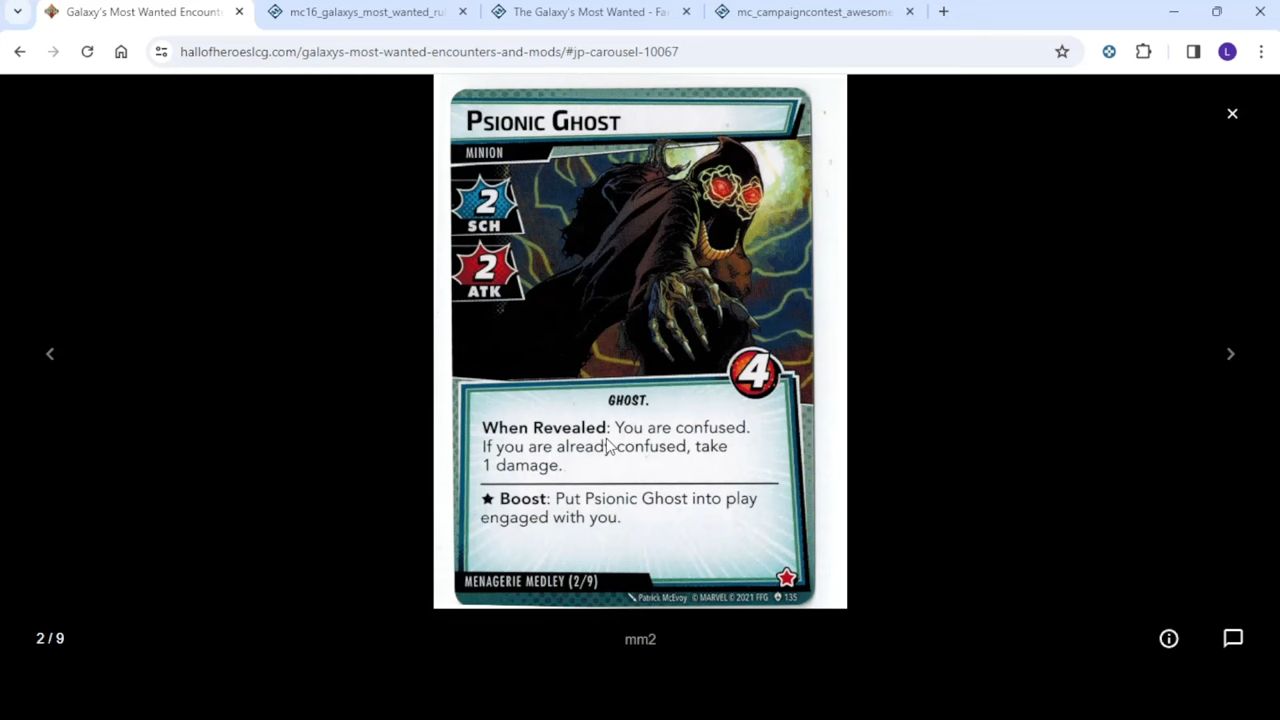 Galaxy's Most Wanted Encount
mc16_galaxys_most_wanted_ru
The Galaxy's Most Wanted - Fa
mc_campaigncontest_awesome
hallofheroeslcg.com/galaxys-most-wanted-encounters-and-mods/#jp-carousel-10067
L
PSIONIC GHOST
MINION
2
SCH
2
ATK
4
GHOST.
When Revealed: You are confused.
If you are already confused, take
1 damage.
★ Boost: Put Psionic Ghost into play
engaged with you.
MENAGERIE MEDLEY (2/9)
Patrick McEvoy © MARVEL © 2021 FFG 135
2 / 9
mm2